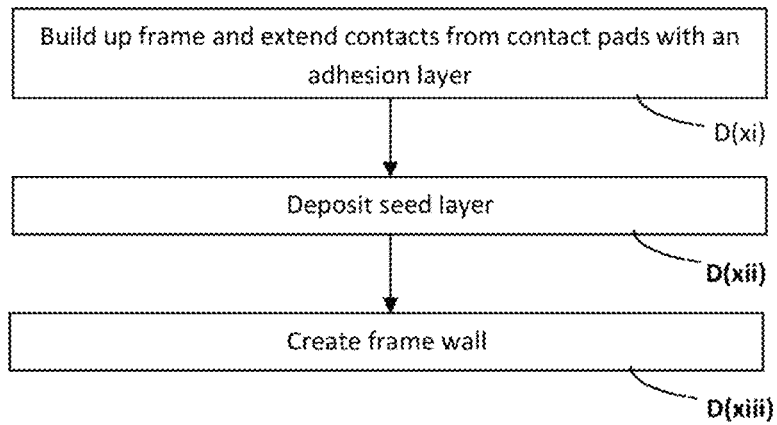 Build up frame and extend contacts from contact pads with an
adhesion layer
D(xi)
Deposit seed layer
D(xii)
Create frame wall
D(xiii)